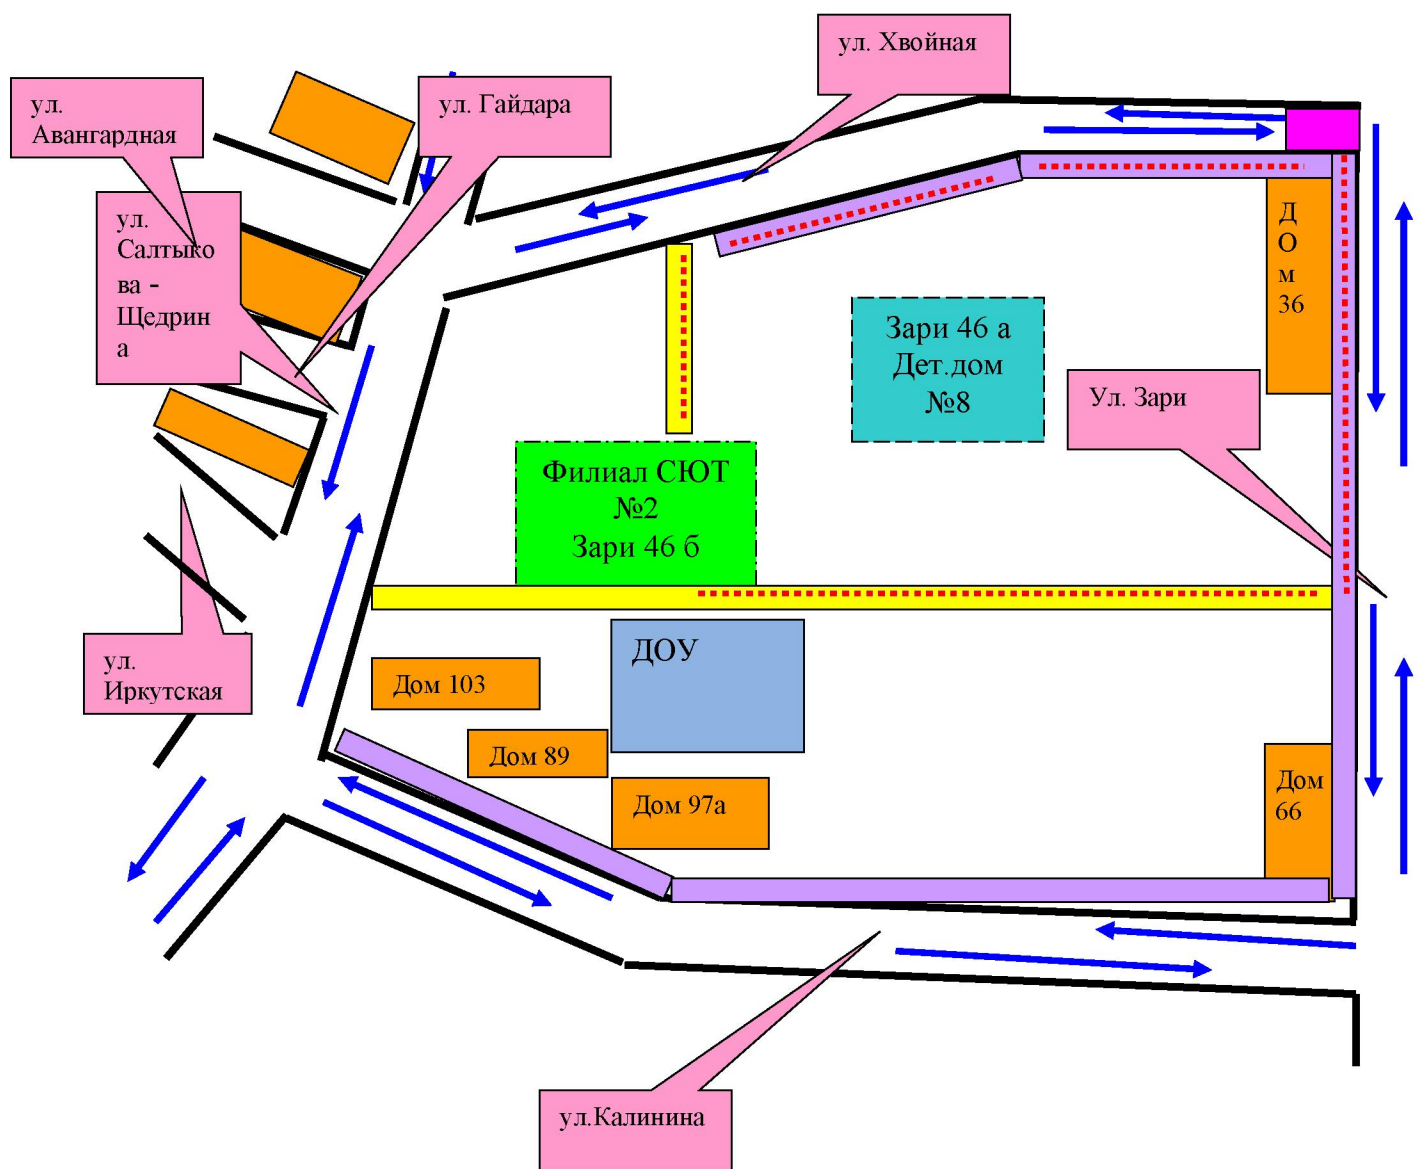 ул. Хвойная
ул.
Авангардная
ул. Гайдара
ул.
Салтыко
ва -
Щедрин
а
Д
О
м
36
Зари 46 а
Дет.дом
№8
Ул. Зари
Филиал СЮТ
№2
Зари 46 б
ул.
Иркутская
ДОУ
Дом 103
Дом 89
Дом 97а
Дом
66
ул.Калинина